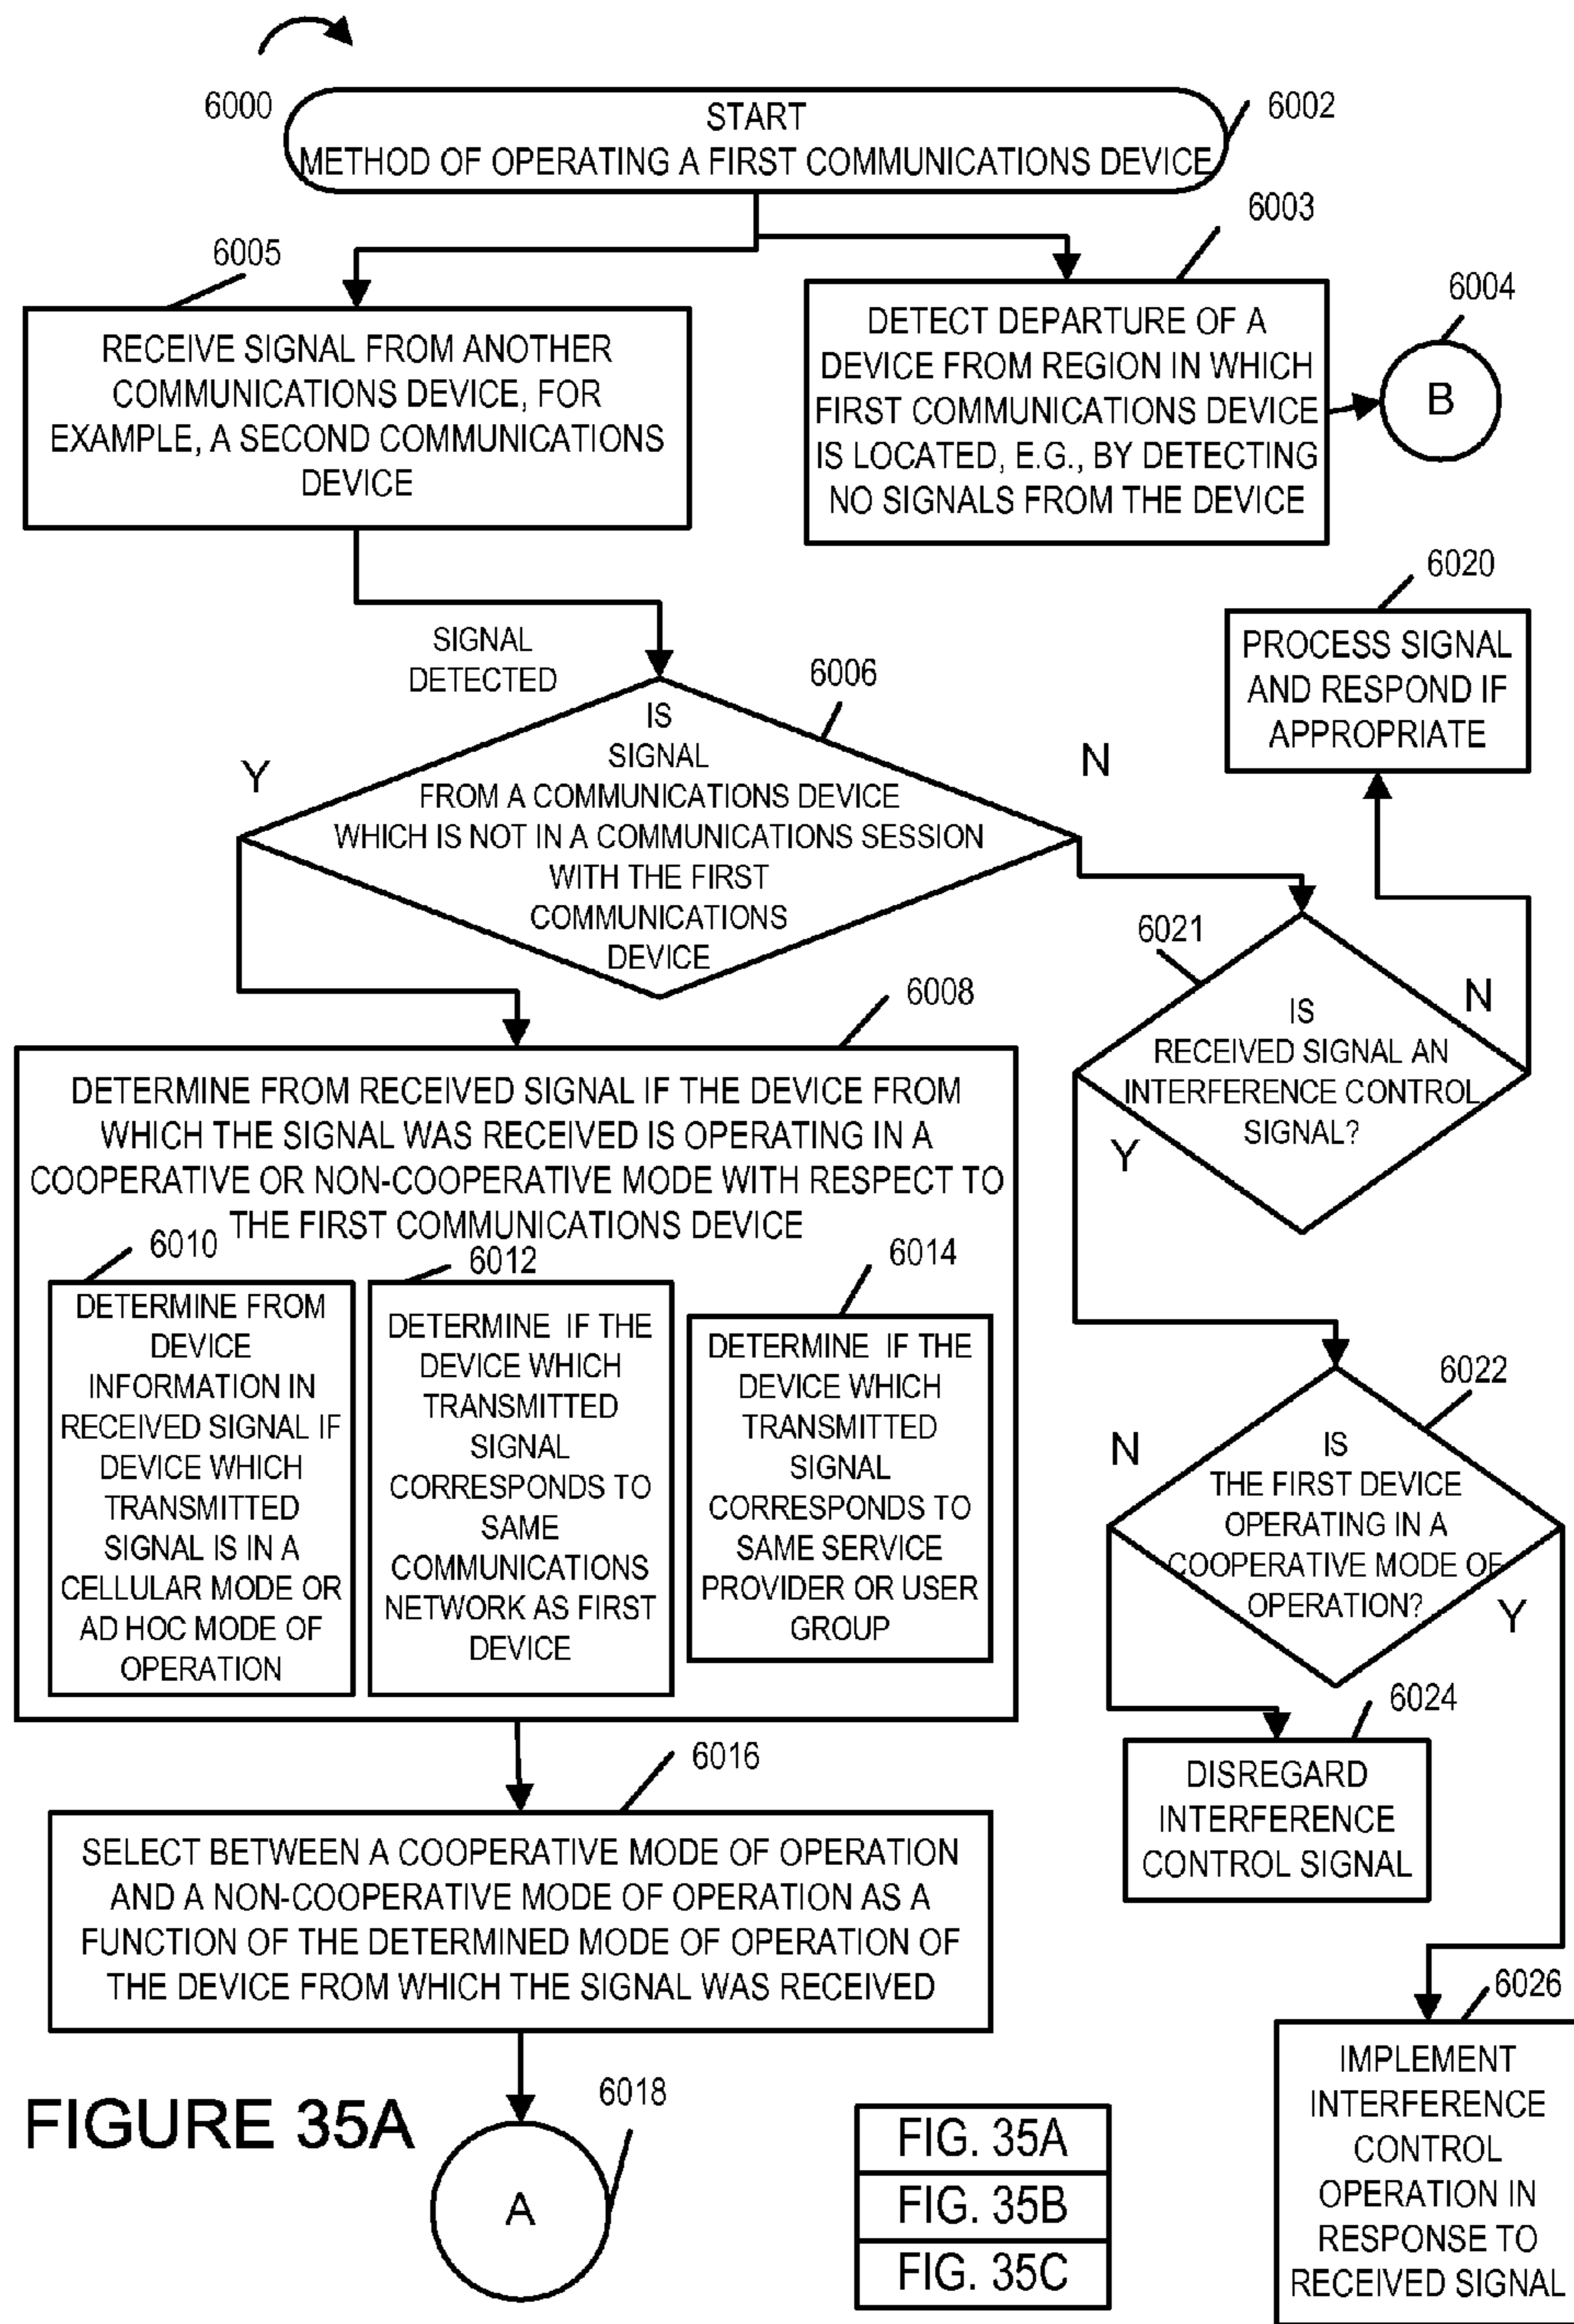 6000
START
METHOD OF OPERATING A FIRST COMMUNICATIONS DEVICE
6002
6003
6005
RECEIVE SIGNAL FROM ANOTHER
COMMUNICATIONS DEVICE, FOR
EXAMPLE, A SECOND COMMUNICATIONS
DEVICE
DETECT DEPARTURE OF A
DEVICE FROM REGION IN WHICH
FIRST COMMUNICATIONS DEVICE
IS LOCATED, E.G., BY DETECTING
NO SIGNALS FROM THE DEVICE
6004
B
SIGNAL
DETECTED
6006
IS
SIGNAL
FROM A COMMUNICATIONS DEVICE
WHICH IS NOT IN A COMMUNICATIONS SESSION
WITH THE FIRST
COMMUNICATIONS
DEVICE
Y
N
6020
PROCESS SIGNAL
AND RESPOND IF
APPROPRIATE
6021
IS
RECEIVED SIGNAL AN
INTERFERENCE CONTROL
SIGNAL?
N
Y
6008
DETERMINE FROM RECEIVED SIGNAL IF THE DEVICE FROM
WHICH THE SIGNAL WAS RECEIVED IS OPERATING IN A
COOPERATIVE OR NON-COOPERATIVE MODE WITH RESPECT TO
THE FIRST COMMUNICATIONS DEVICE
6010
DETERMINE FROM
DEVICE
INFORMATION IN
RECEIVED SIGNAL IF
DEVICE WHICH
TRANSMITTED
SIGNAL IS IN A
CELLULAR MODE OR
AD HOC MODE OF
OPERATION
6012
DETERMINE IF THE
DEVICE WHICH
TRANSMITTED
SIGNAL
CORRESPONDS TO
SAME
COMMUNICATIONS
NETWORK AS FIRST
DEVICE
6014
DETERMINE IF THE
DEVICE WHICH
TRANSMITTED
SIGNAL
CORRESPONDS TO
SAME SERVICE
PROVIDER OR USER
GROUP
6022
IS
THE FIRST DEVICE
OPERATING IN A
COOPERATIVE MODE OF
OPERATION?
N
Y
6024
DISREGARD
INTERFERENCE
CONTROL SIGNAL
6016
SELECT BETWEEN A COOPERATIVE MODE OF OPERATION
AND A NON-COOPERATIVE MODE OF OPERATION AS A
FUNCTION OF THE DETERMINED MODE OF OPERATION OF
THE DEVICE FROM WHICH THE SIGNAL WAS RECEIVED
6026
IMPLEMENT
INTERFERENCE
CONTROL
OPERATION IN
RESPONSE TO
RECEIVED SIGNAL
6018
A
FIGURE 35A
FIG. 35A
FIG. 35B
FIG. 35C